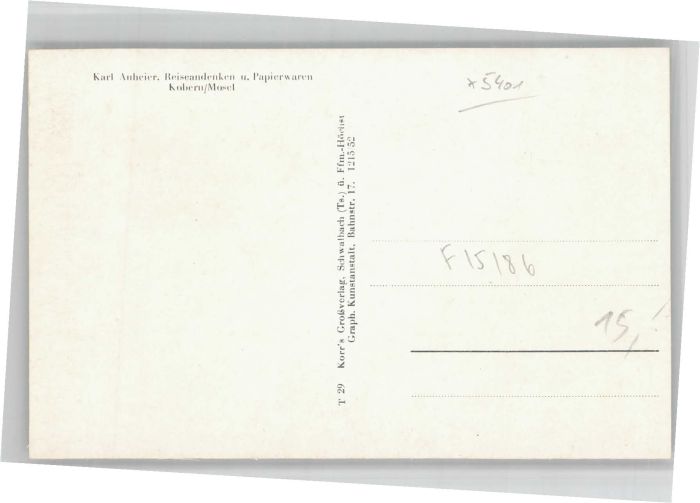 Karl Anheier, Reiseandenken u. Papierwaren
Kobern/Mosel
*5401
T 29 Korr's Großverlag, Schwalbach (Ts.) ü. Ffm.-Höchst
Graph. Kunstanstalt, Bahnstr. 17. 1215 52
F 15186
15,-